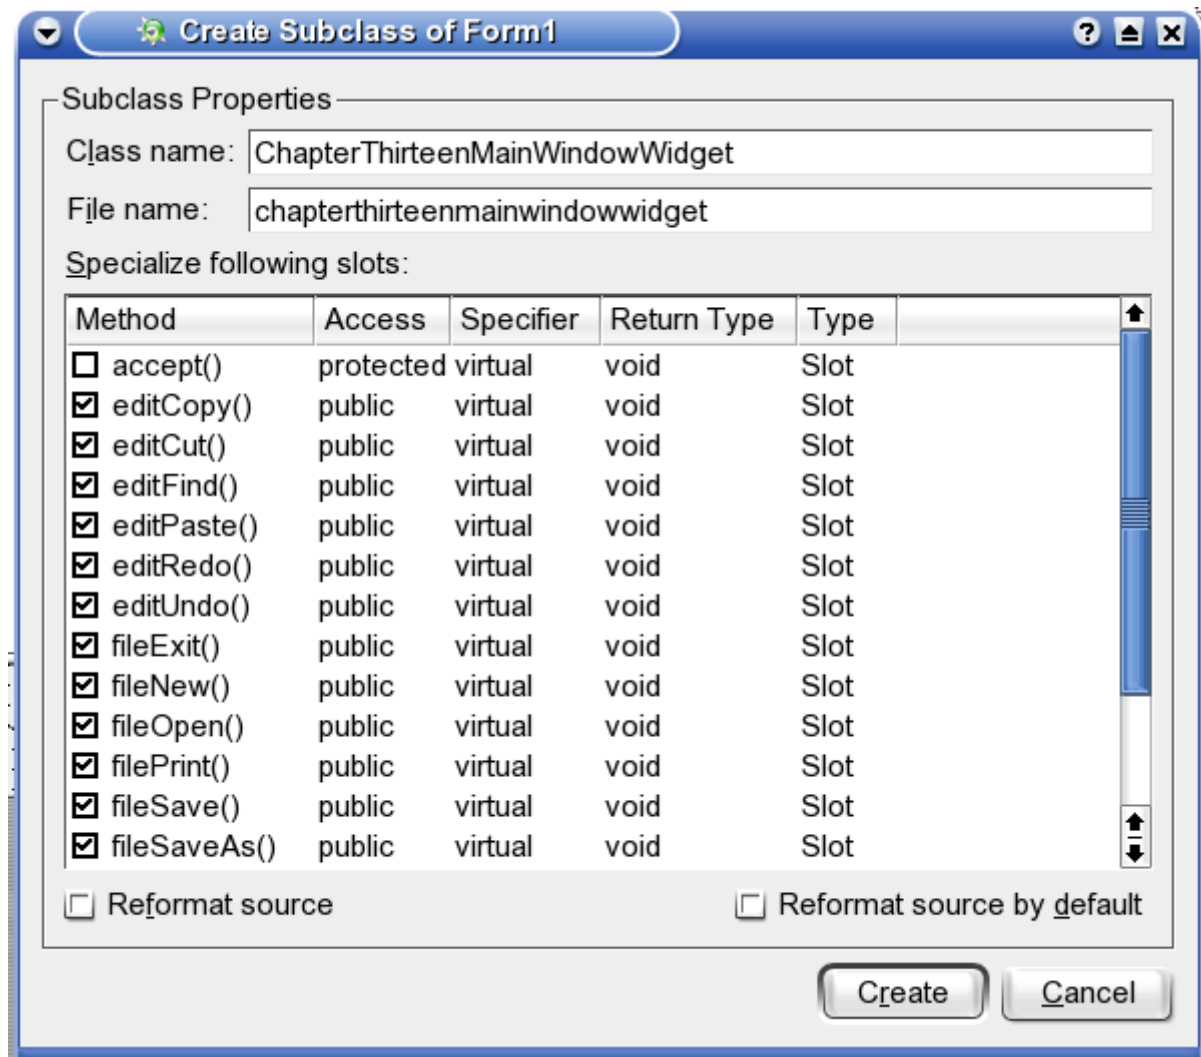 Create Subclass of Form1
Subclass Properties
Class name: ChapterThirteenMainWindowWidget
File name: chapterthirteenmainwindowwidget
Specialize following slots:
Method Access Specifier Return Type Type
accept() protected virtual void Slot
editCopy() public virtual void Slot
editCut() public virtual void Slot
editFind() public virtual void Slot
editPaste() public virtual void Slot
editRedo() public virtual void Slot
editUndo() public virtual void Slot
fileExit() public virtual void Slot
fileNew() public virtual void Slot
fileOpen() public virtual void Slot
filePrint() public virtual void Slot
fileSave() public virtual void Slot
fileSaveAs() public virtual void Slot
Reformat source Reformat source by default
Create Cancel